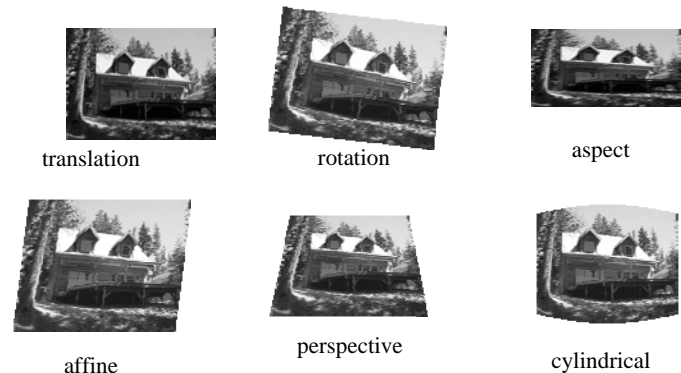 translation
rotation
aspect
affine
perspective
cylindrical